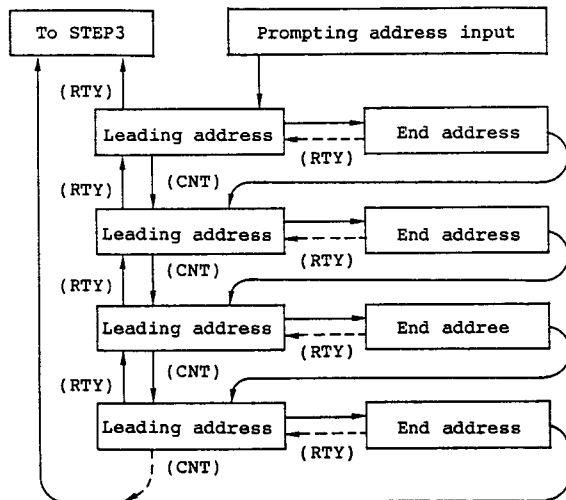 To STEP3
Prompting address input
(RTY)
Leading address
End address
(RTY)
(RTY)
(CNT)
Leading address
End address
(RTY)
(RTY)
(CNT)
Leading address
End addree
(RTY)
(RTY)
(CNT)
Leading address
End address
(RTY)
(CNT)